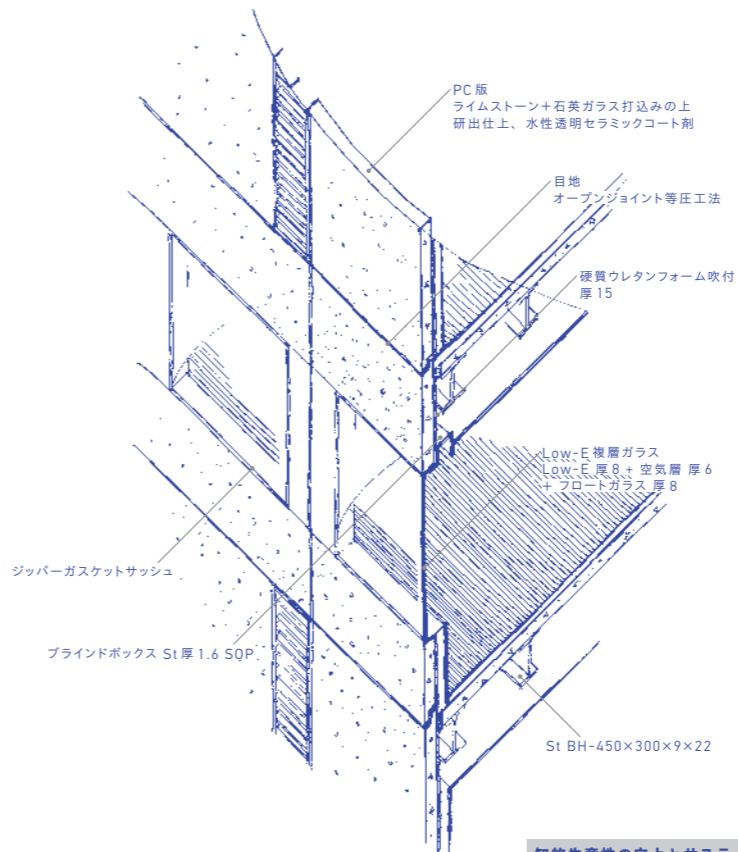 PC版
ライムストーン+石英ガラス打込みの上
研出仕上、水性透明セラミックコート剤
目地
オープンジョイント等圧工法
硬質ウレタンフォーム吹付
厚15
Low-E複層ガラス
Low-E 厚8 + 空気層 厚6
+ フロートガラス 厚8
ジッパーガスケットサッシュ
ブラインドボックス St厚1.6 SOP
St BH-450×300×9×22